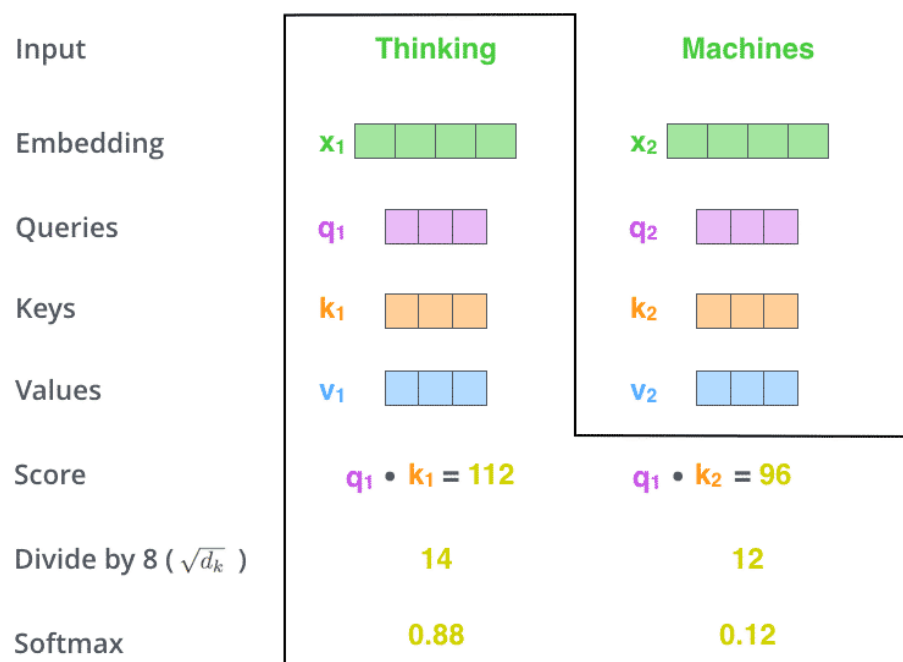 Input Thinking Machines
Embedding x₁ x₂
Queries q₁ q₂
Keys k₁ k₂
Values v₁ v₂
Score q₁ • k₁ = 112 q₁ • k₂ = 96
Divide by 8 ( √dₖ ) 14 12
Softmax 0.88 0.12